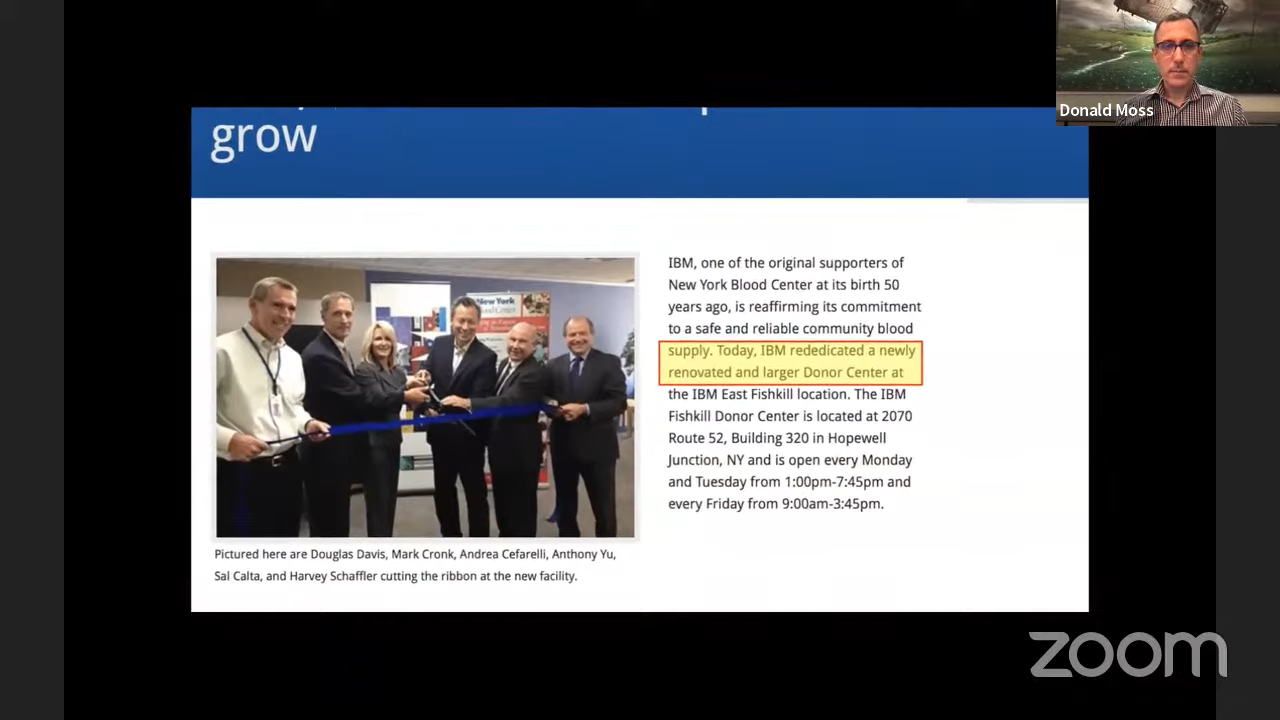 grow
Donald Moss
New York
Blood Center
IBM, one of the original supporters of
New York Blood Center at its birth 50
years ago, is reaffirming its commitment
to a safe and reliable community blood
supply. Today, IBM rededicated a newly
renovated and larger Donor Center at
the IBM East Fishkill location. The IBM
Fishkill Donor Center is located at 2070
Route 52, Building 320 in Hopewell
Junction, NY and is open every Monday
and Tuesday from 1:00pm-7:45pm and
every Friday from 9:00am-3:45pm.
Pictured here are Douglas Davis, Mark Cronk, Andrea Cefarelli, Anthony Yu,
Sal Calta, and Harvey Schaffler cutting the ribbon at the new facility.
zoom